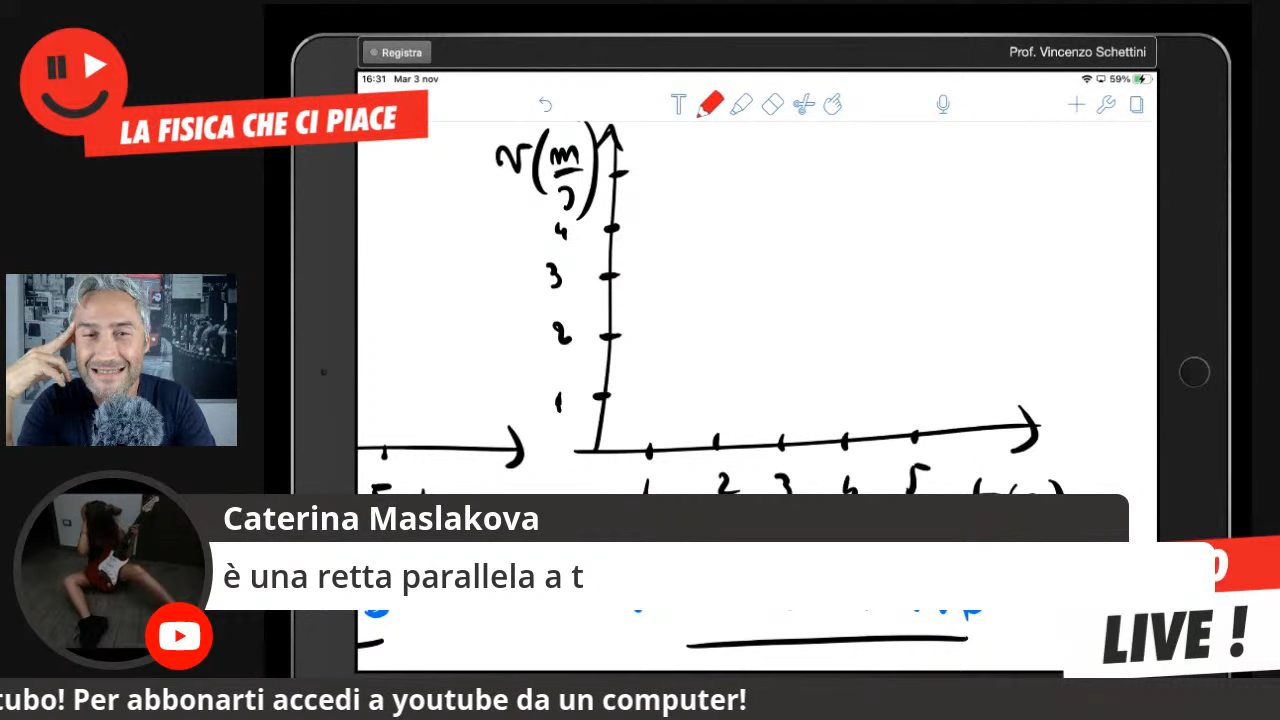 Registra
Prof. Vincenzo Schettini
16:31 Mar 3 nov
59%
T
LA FISICA CHE CI PIACE
v(m/s)
4
3
2
1
1 2 3 4 5
Caterina Maslakova
è una retta parallela a t
LIVE !
tubo! Per abbonarti accedi a youtube da un computer!